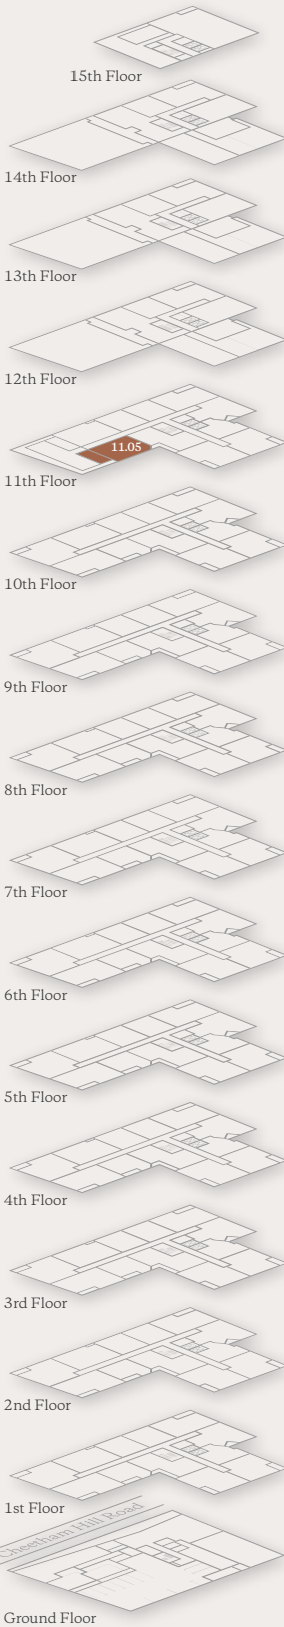 15th Floor
14th Floor
13th Floor
12th Floor
11.05
11th Floor
10th Floor
9th Floor
8th Floor
7th Floor
6th Floor
5th Floor
4th Floor
3rd Floor
2nd Floor
1st Floor
Cheetham Hill Road
Ground Floor